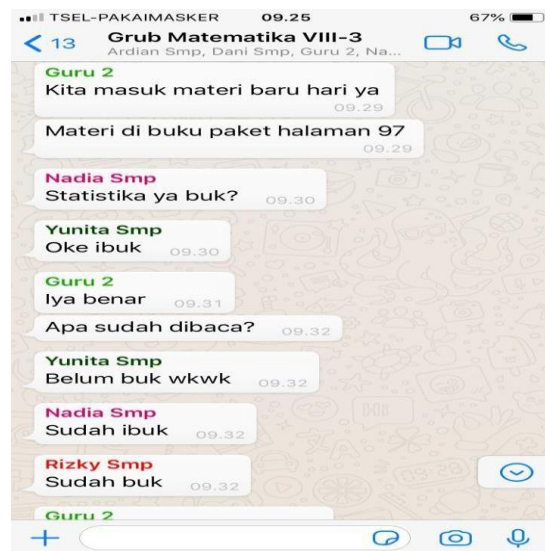 TSEL-PAKAIMASKER 09.25 67%
13 Grub Matematika VIII-3
Ardian Smp, Dani Smp, Guru 2, Na...
Guru 2
Kita masuk materi baru hari ya
09.29
Materi di buku paket halaman 97
09.29
Nadia Smp
Statistika ya buk? 09.30
Yunita Smp
Oke ibuk 09.30
Guru 2
Iya benar 09.31
Apa sudah dibaca? 09.32
Yunita Smp
Belum buk wkwk 09.32
Nadia Smp
Sudah ibuk 09.32
Rizky Smp
Sudah buk 09.32
Guru 2